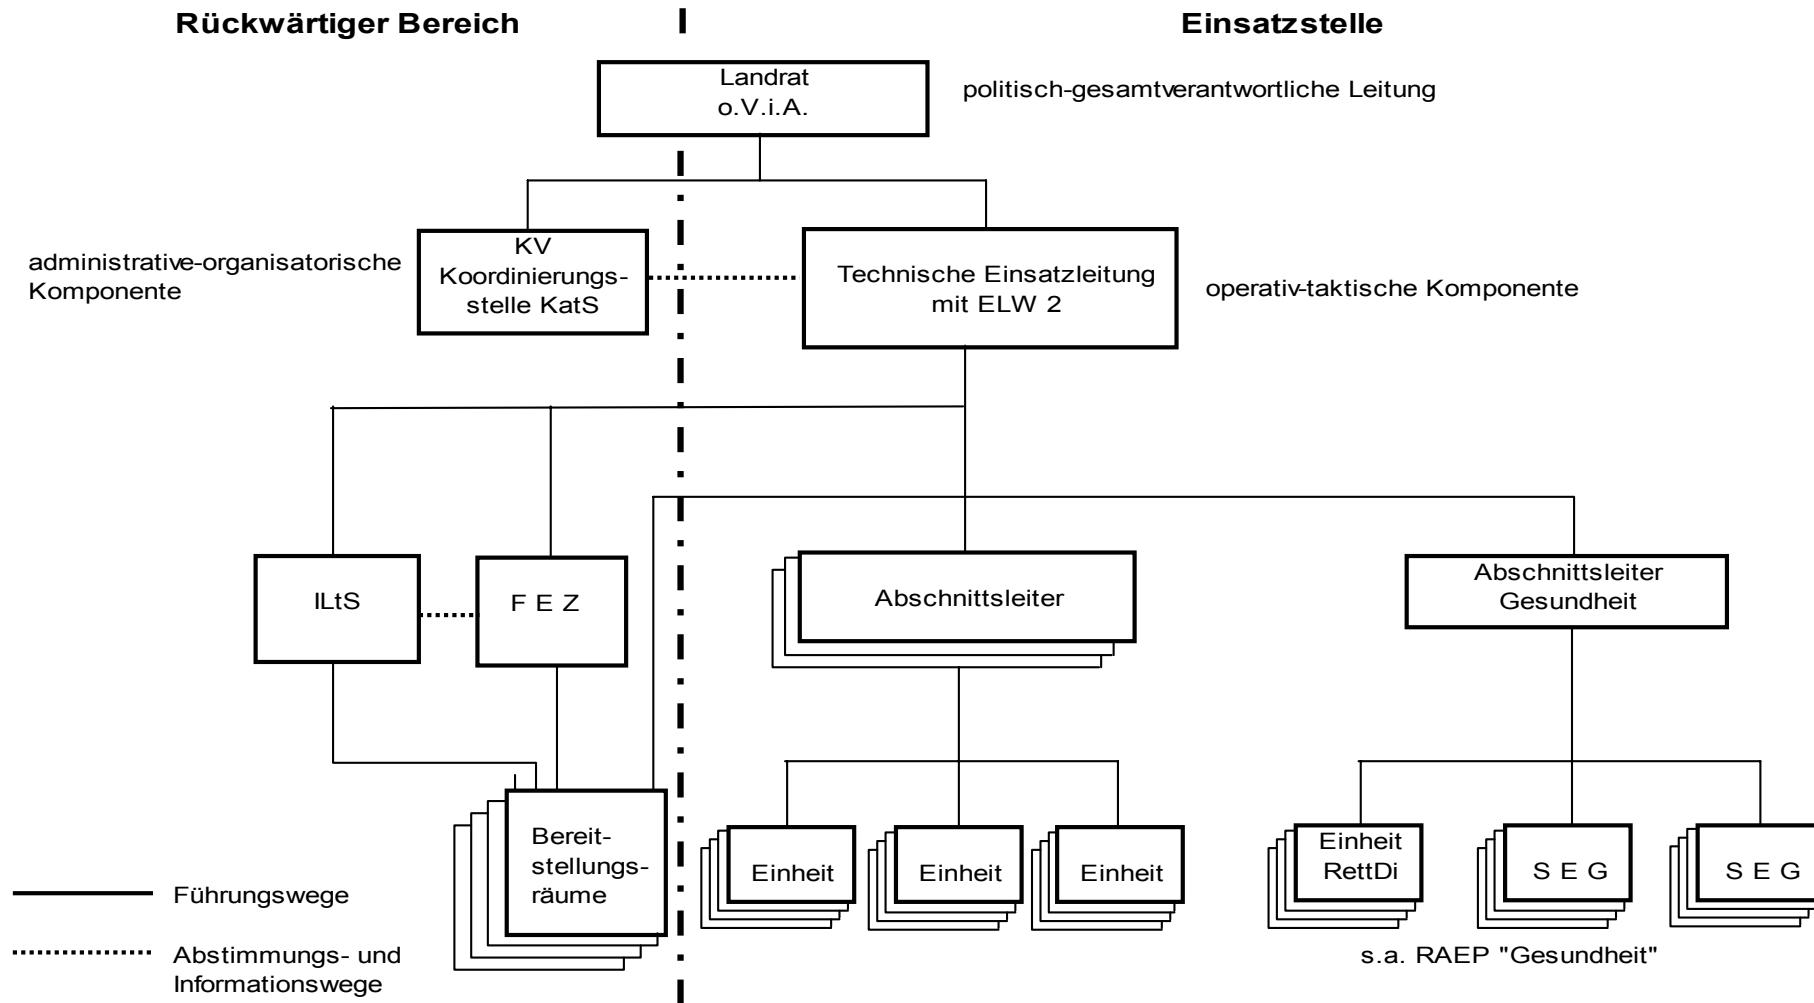 Rückwärtiger Bereich
Einsatzstelle
Landrat
o.V.i.A.
politisch-gesamtverantwortliche Leitung
administrative-organisatorische
Komponente
KV
Koordinierungs-
stelle KatS
Technische Einsatzleitung
mit ELW 2
operativ-taktische Komponente
ILtS
F E Z
Abschnittsleiter
Abschnittsleiter
Gesundheit
Bereit-
stellungs-
räume
Einheit
Einheit
Einheit
Einheit
RettDi
S E G
S E G
s.a. RAEP "Gesundheit"
Führungswege
Abstimmungs- und
Informationswege